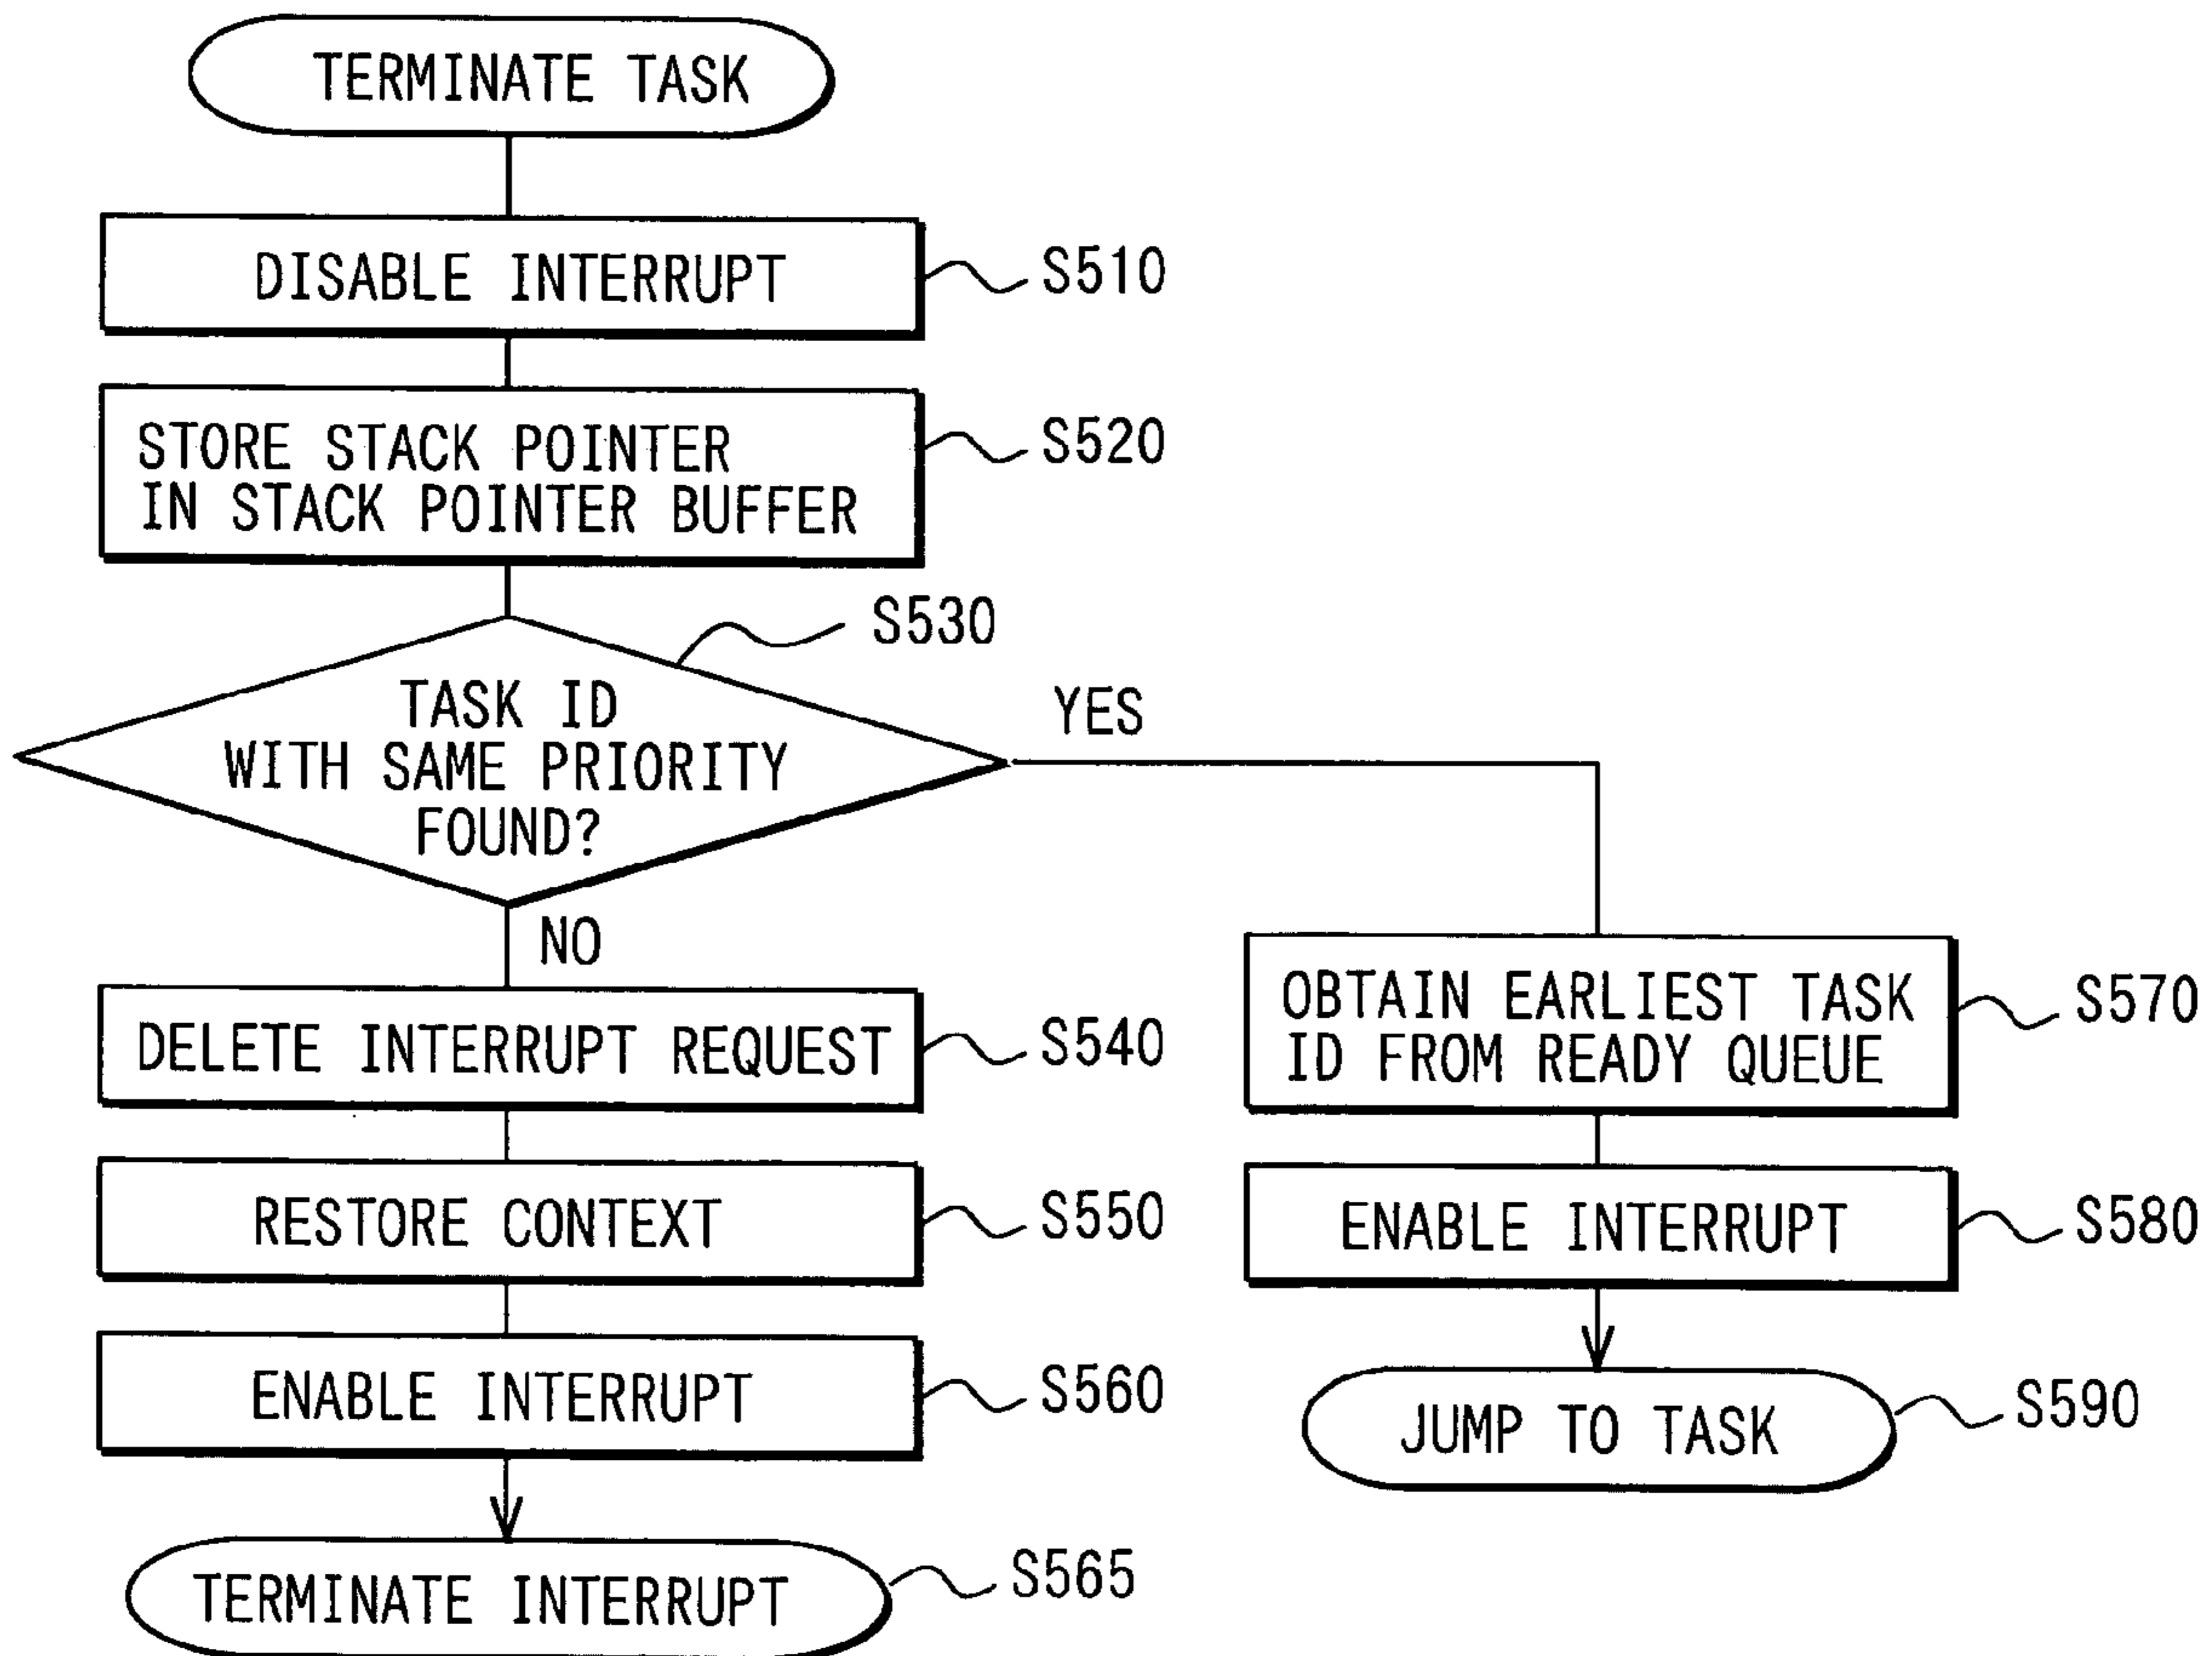 TERMINATE TASK
DISABLE INTERRUPT
S510
STORE STACK POINTER
IN STACK POINTER BUFFER
S520
S530
TASK ID
WITH SAME PRIORITY
FOUND?
YES
NO
DELETE INTERRUPT REQUEST
S540
RESTORE CONTEXT
S550
ENABLE INTERRUPT
S560
TERMINATE INTERRUPT
S565
OBTAIN EARLIEST TASK
ID FROM READY QUEUE
S570
ENABLE INTERRUPT
S580
JUMP TO TASK
S590